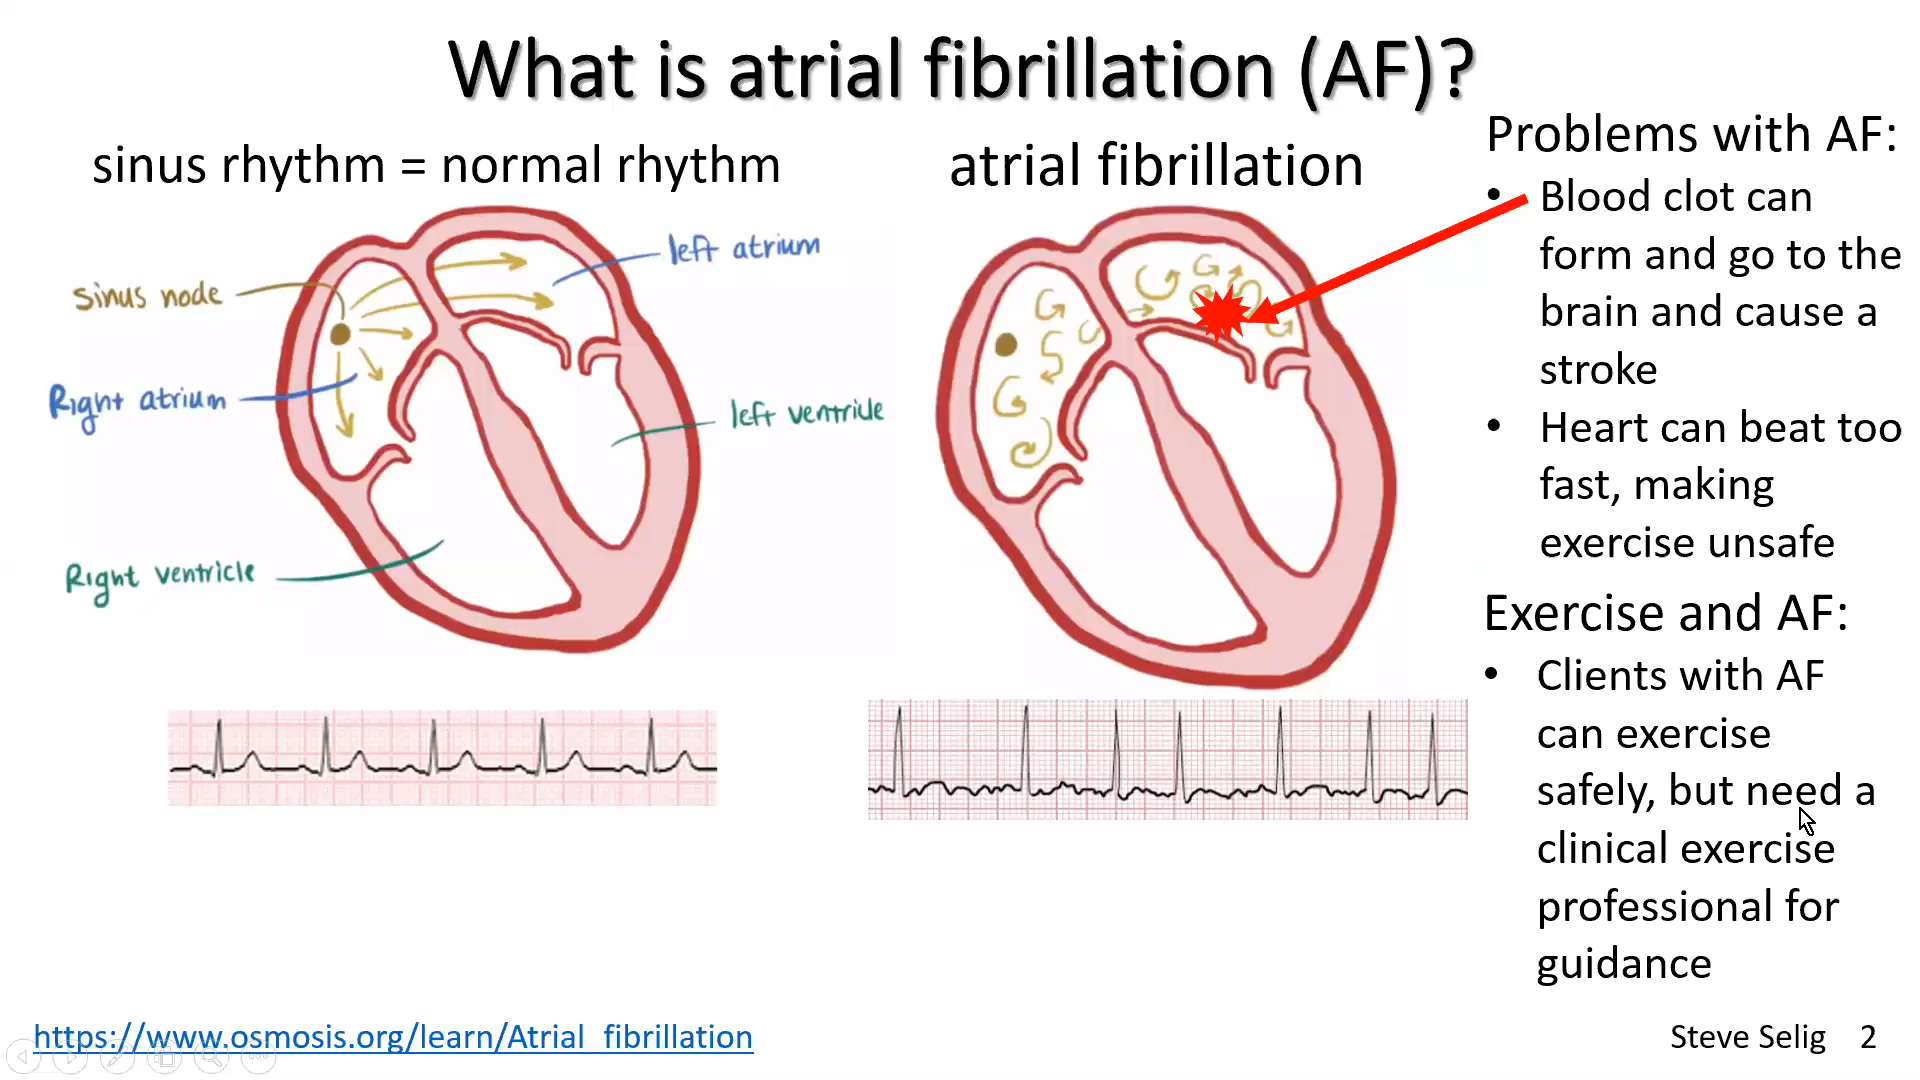 What is atrial fibrillation (AF)?
sinus rhythm = normal rhythm
sinus node
left atrium
Right atrium
left ventricle
Right ventricle
atrial fibrillation
Problems with AF:
• Blood clot can
form and go to the
brain and cause a
stroke
• Heart can beat too
fast, making
exercise unsafe
Exercise and AF:
• Clients with AF
can exercise
safely, but need a
clinical exercise
professional for
guidance
https://www.osmosis.org/learn/Atrial_fibrillation
Steve Selig 2